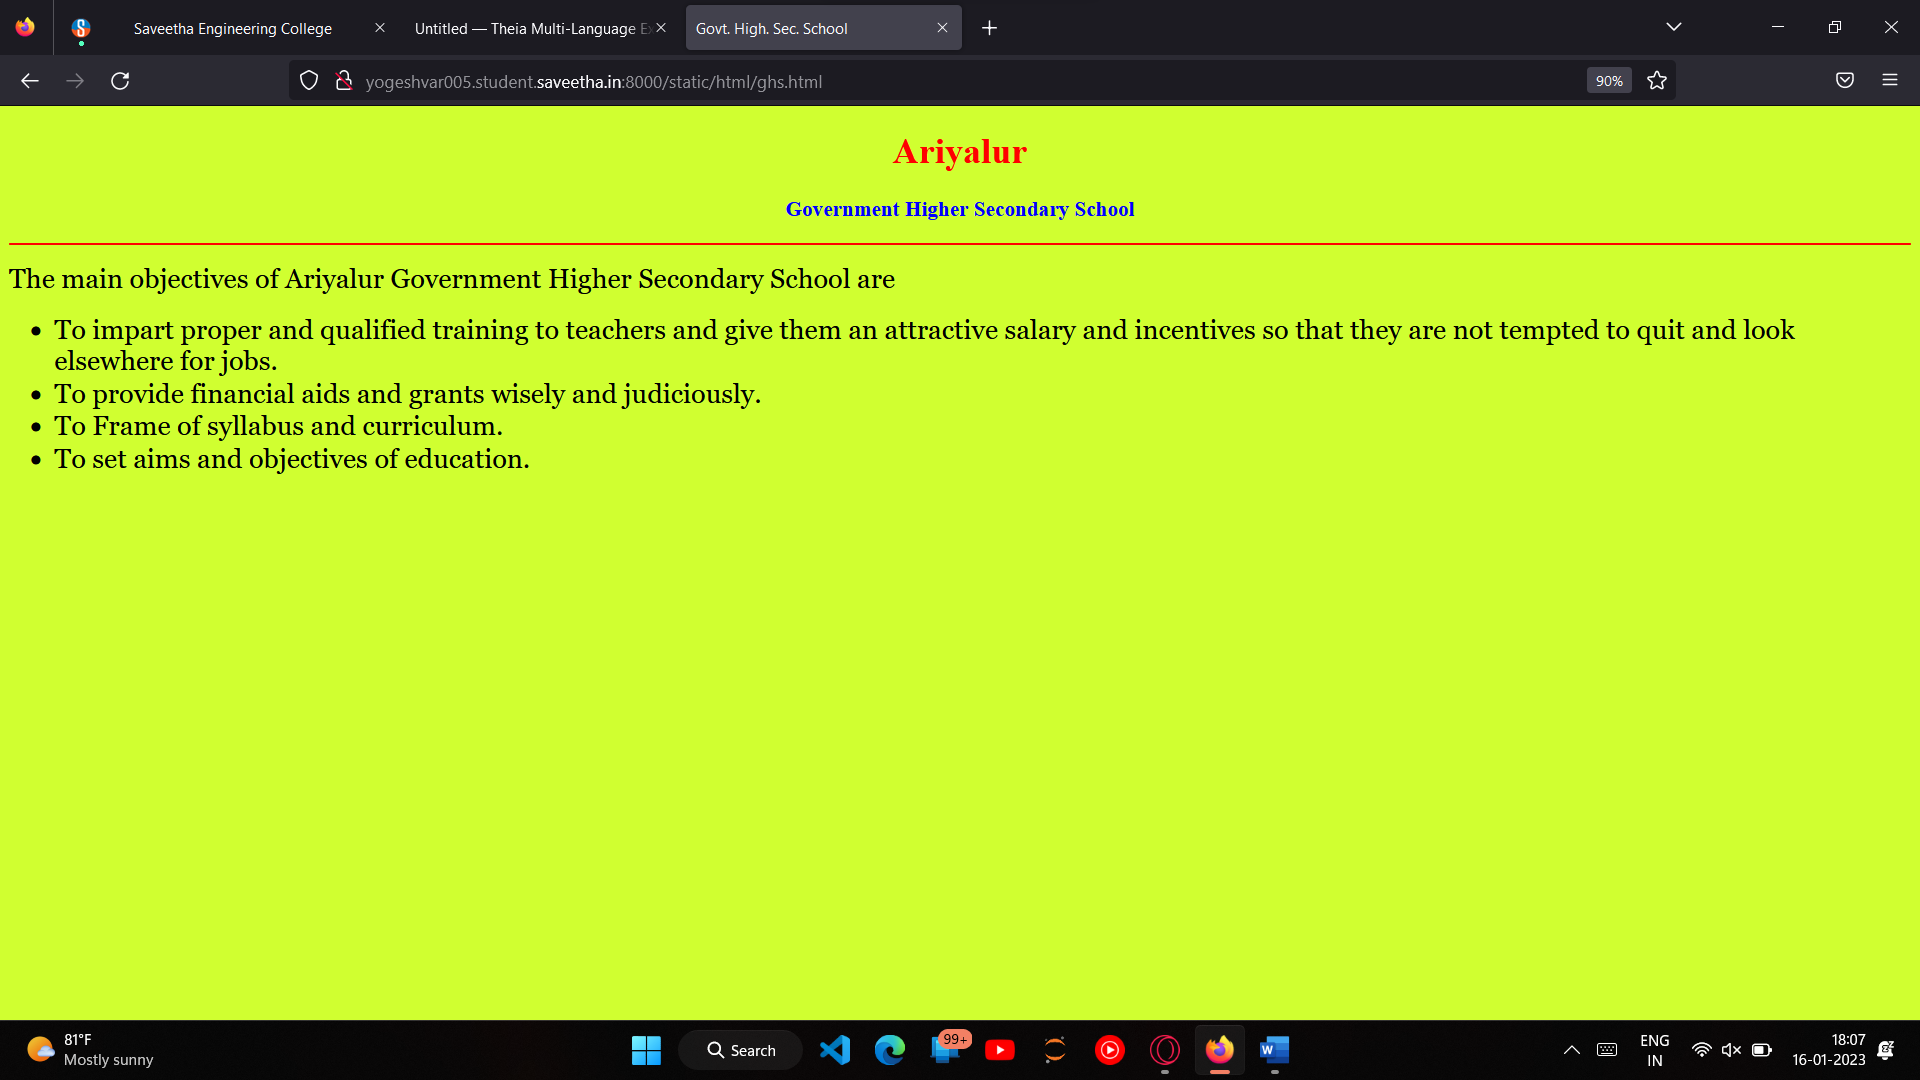 Saveetha Engineering College
Untitled — Theia Multi-Language
Govt. High. Sec. School
yogeshvar005.student.saveetha.in:8000/static/html/ghs.html
90%
Ariyalur
Government Higher Secondary School
The main objectives of Ariyalur Government Higher Secondary School are
• To impart proper and qualified training to teachers and give them an attractive salary and incentives so that they are not tempted to quit and look
elsewhere for jobs.
• To provide financial aids and grants wisely and judiciously.
• To Frame of syllabus and curriculum.
• To set aims and objectives of education.
81°F
Mostly sunny
Search
99+
ENG
IN
18:07
16-01-2023